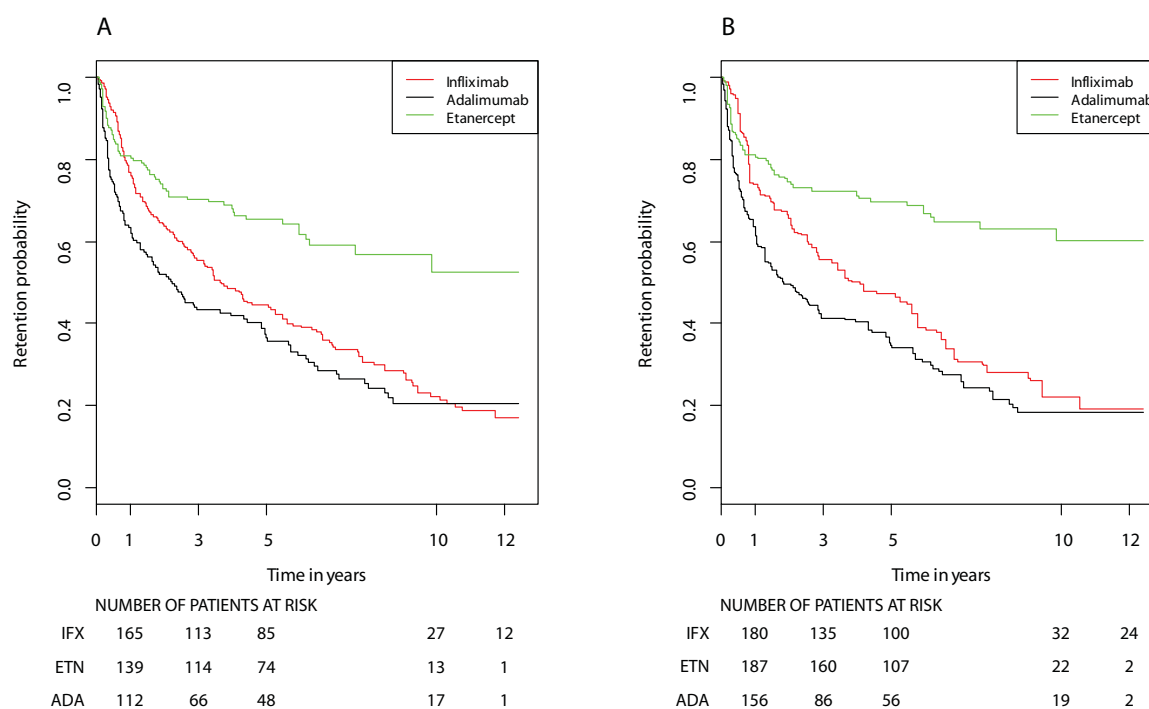 A
Infliximab
Adalimumab
Etanercept
Retention probability
1.0
0.8
0.6
0.4
0.2
0.0
0 1 3 5 10 12
Time in years
NUMBER OF PATIENTS AT RISK
IFX 165 113 85 27 12
ETN 139 114 74 13 1
ADA 112 66 48 17 1
B
Infliximab
Adalimumab
Etanercept
Retention probability
1.0
0.8
0.6
0.4
0.2
0.0
0 1 3 5 10 12
Time in years
NUMBER OF PATIENTS AT RISK
IFX 180 135 100 32 24
ETN 187 160 107 22 2
ADA 156 86 56 19 2